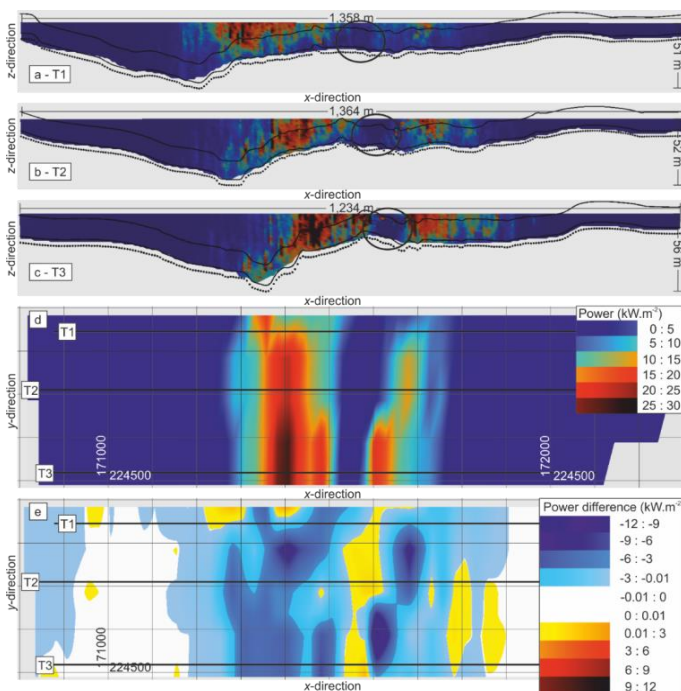 1,358 m
z-direction
51 m
a - T1
x-direction
1,364 m
z-direction
52 m
b - T2
x-direction
1,234 m
z-direction
56 m
c - T3
x-direction
d
T1
T2
T3
y-direction
171000
224500
172000
224500
Power (kW.m⁻²)
0 : 5
5 : 10
10 : 15
15 : 20
20 : 25
25 : 30
x-direction
e
T1
T2
T3
y-direction
171000
224500
Power difference (kW.m⁻²)
-12 : -9
-9 : -6
-6 : -3
-3 : -0.01
-0.01 : 0
0 : 0.01
0.01 : 3
3 : 6
6 : 9
9 : 12
x-direction